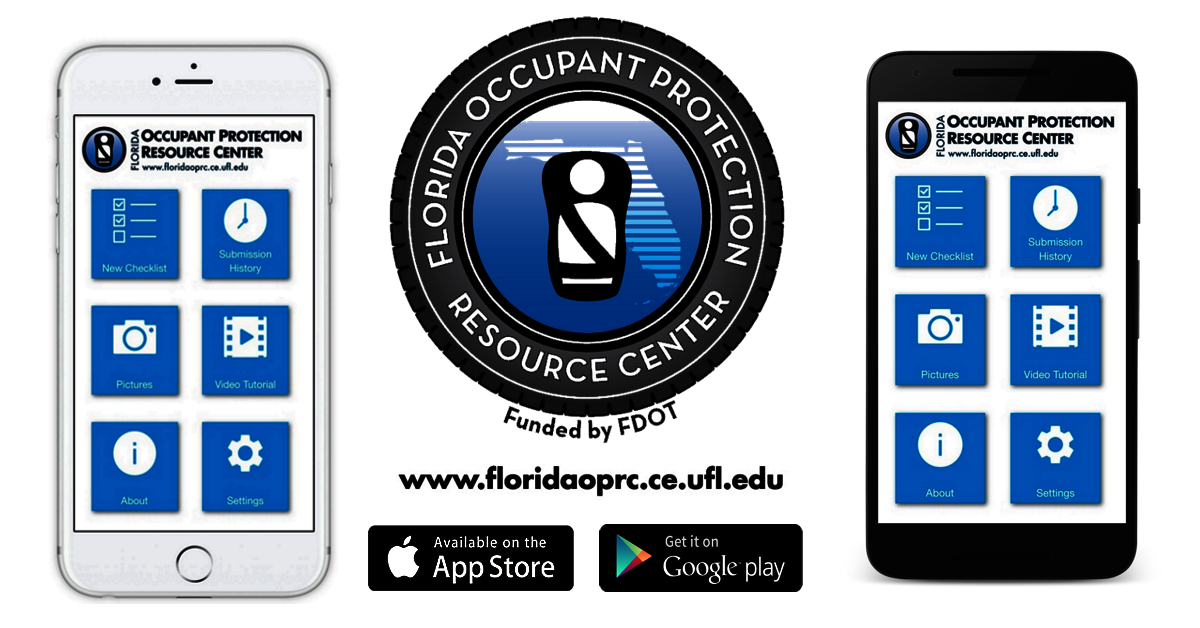 FLORIDA
OCCUPANT PROTECTION
RESOURCE CENTER
www.floridaoprc.ce.ufl.edu
New Checklist
Submission
History
Pictures
Video Tutorial
About
Settings
FLORIDA OCCUPANT PROTECTION
RESOURCE CENTER
Funded by FDOT
www.floridaoprc.ce.ufl.edu
Available on the
App Store
Get it on
Google play
FLORIDA
OCCUPANT PROTECTION
RESOURCE CENTER
www.floridaoprc.ce.ufl.edu
New Checklist
Submission
History
Pictures
Video Tutorial
About
Settings